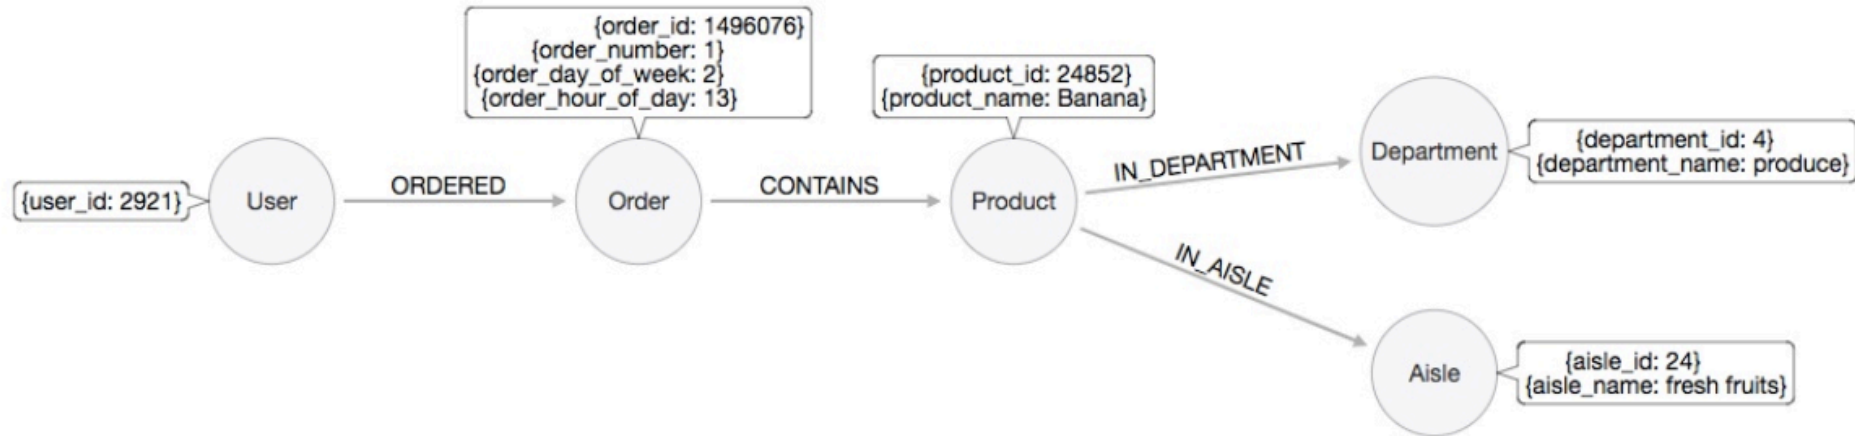 {user_id: 2921}
User
ORDERED
{order_id: 1496076}
{order_number: 1}
{order_day_of_week: 2}
{order_hour_of_day: 13}
Order
CONTAINS
{product_id: 24852}
{product_name: Banana}
Product
IN_DEPARTMENT
Department
{department_id: 4}
{department_name: produce}
IN_AISLE
Aisle
{aisle_id: 24}
{aisle_name: fresh fruits}